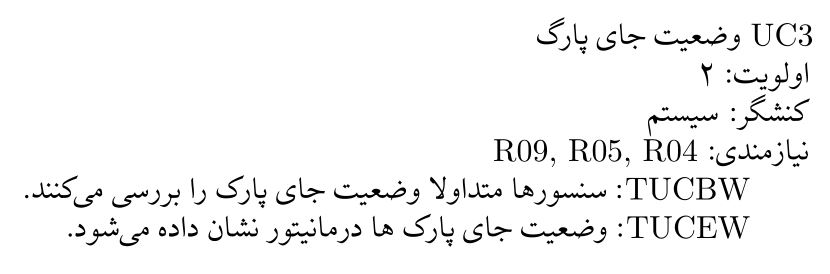 UC3 وضعیت جای پارگ
اولویت: ۲
کنشگر: سیستم
نیازمندی: R04 ,R05 ,R09
TUCBW: سنسورها متداولا وضعیت جای پارک را بررسی می‌کنند.
TUCEW: وضعیت جای پارک ها درمانیتور نشان داده می‌شود.